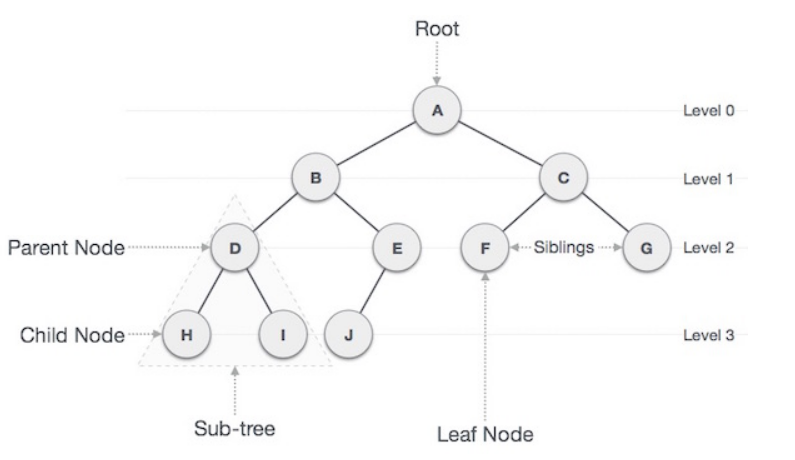 Root
A
Level 0
B
C
Level 1
Parent Node
D
E
F
Siblings
G
Level 2
Child Node
H
I
J
Level 3
Sub-tree
Leaf Node